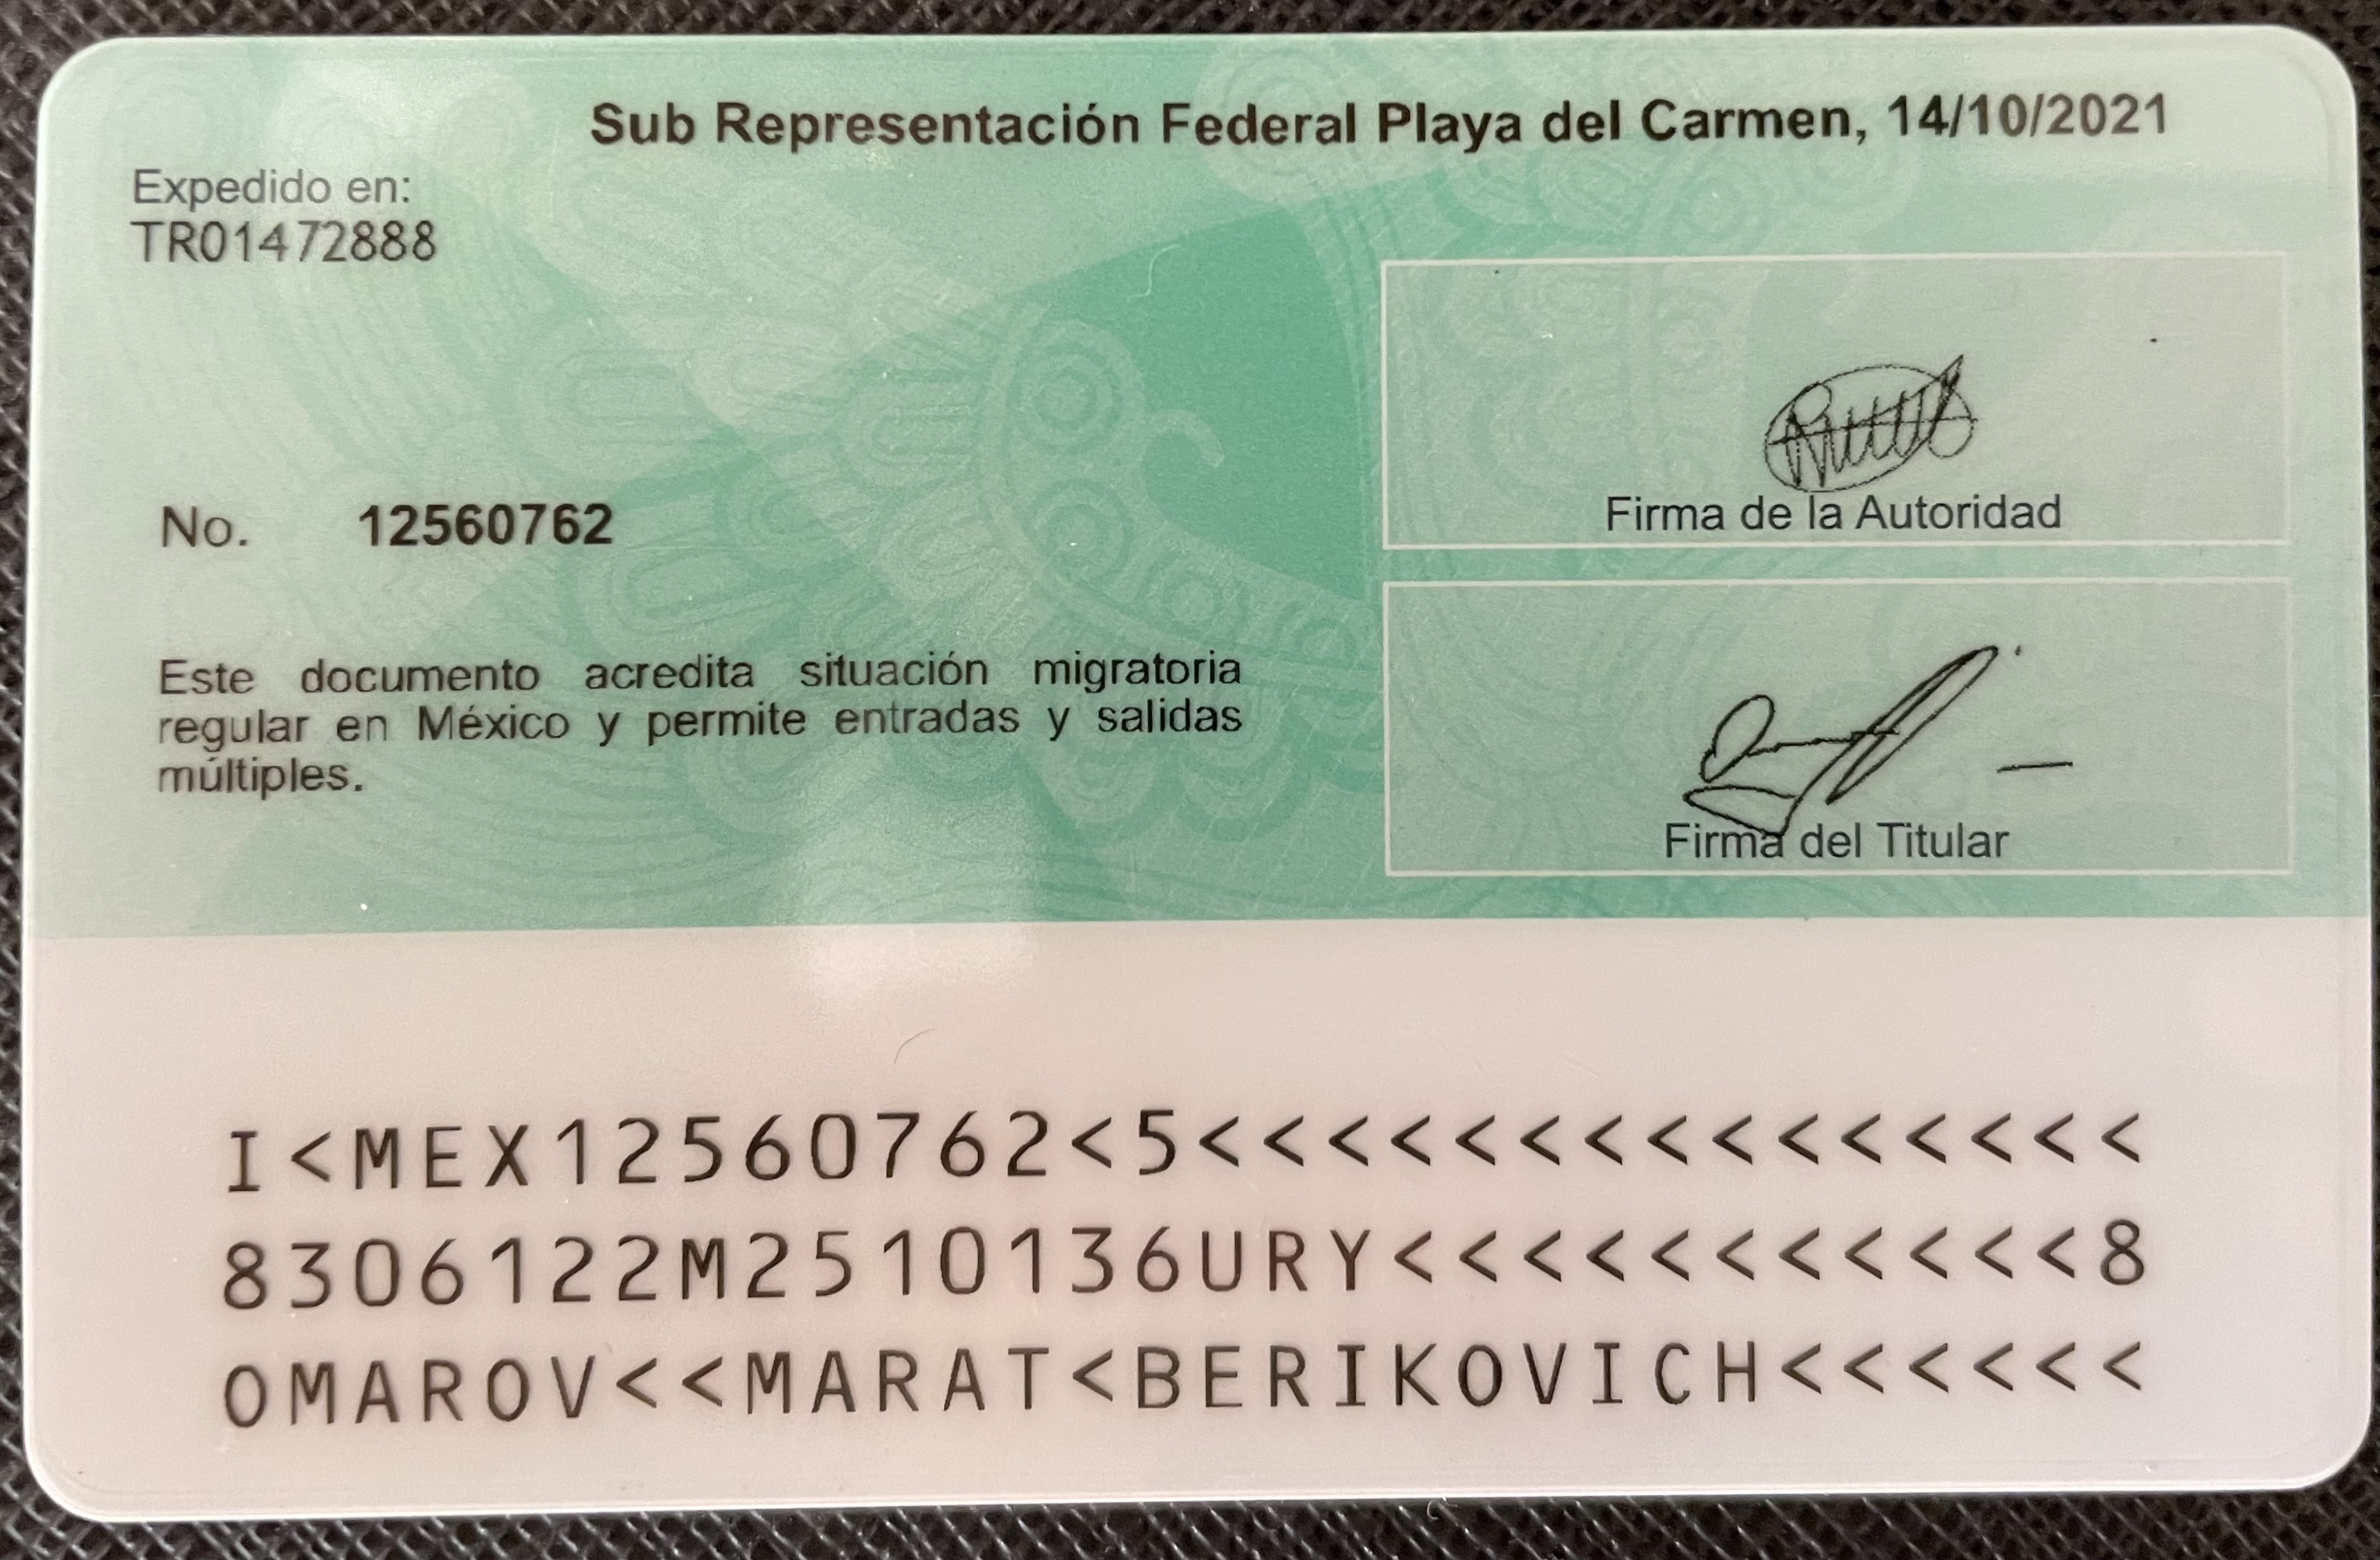 Sub Representación Federal Playa del Carmen, 14/10/2021
Expedido en:
TR01472888
No. 12560762
Firma de la Autoridad
Este documento acredita situación migratoria
regular en México y permite entradas y salidas
múltiples.
Firma del Titular
I<MEX12560762<5<<<<<<<<<<<<<<<
8306122M2510136URY<<<<<<<<<<<8
OMAROV<<MARAT<BERIKOVICH<<<<<<